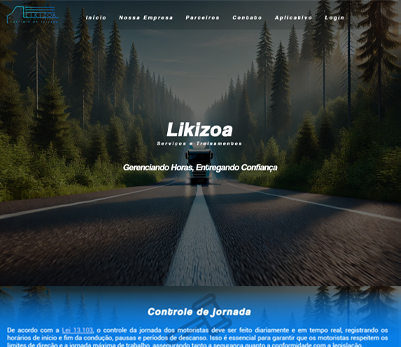 LIKIZOA
Início Nossa Empresa Parceiros Contato Aplicativo Login
Likizoa
Serviços e Treinamentos
Gerenciando Horas, Entregando Confiança
Controle de jornada
De acordo com a Lei 13.103, o controle da jornada dos motoristas deve ser feito diariamente e em tempo real, registrando os
horários de início e fim da condução, pausas e períodos de descanso. Isso é essencial para garantir que os motoristas respeitem os
limites de direção e a jornada máxima de trabalho, assegurando tanto a segurança quanto a conformidade com a legislação.